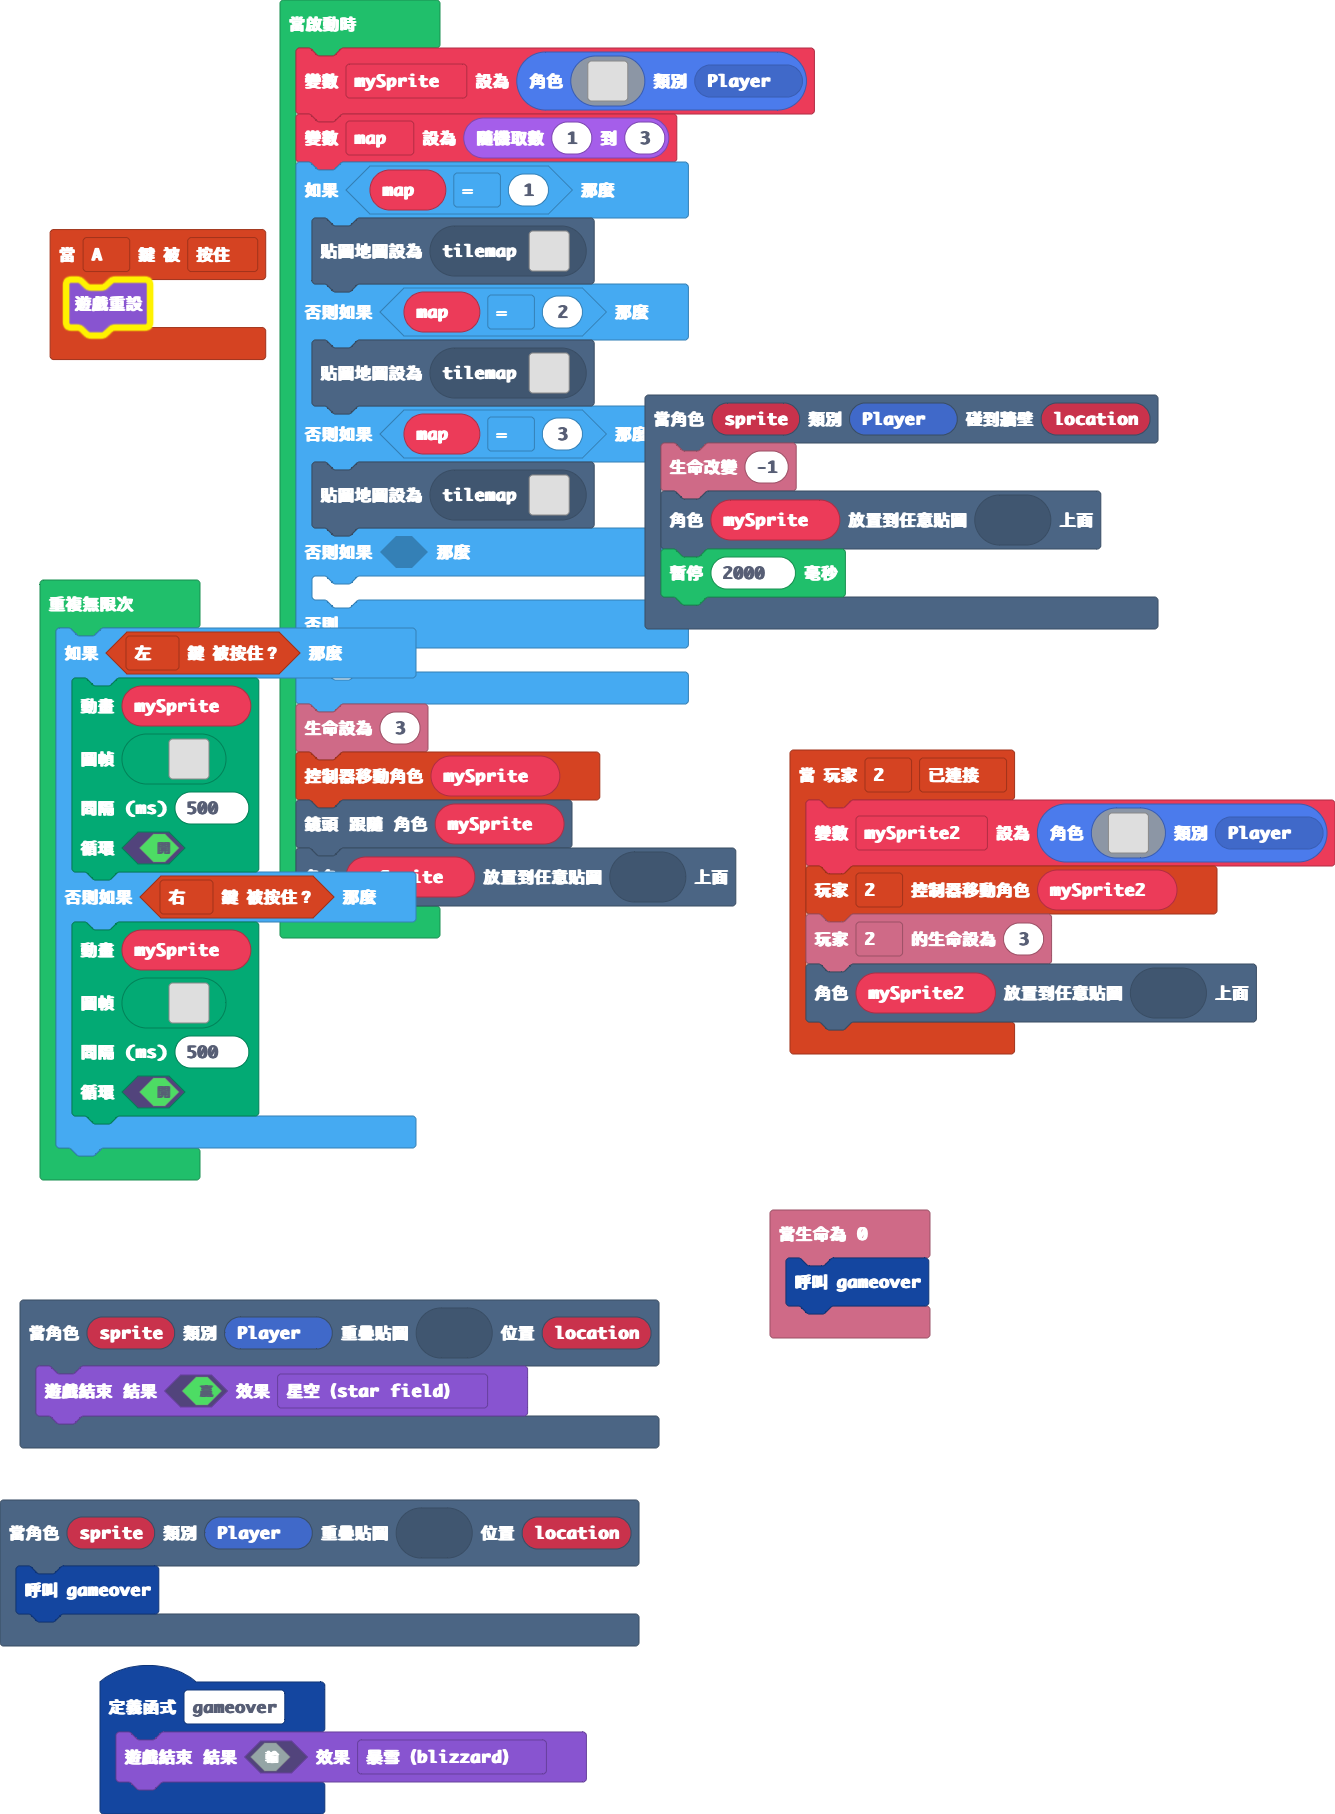 當啟動時
變數 mySprite 設為 角色 類別 Player
變數 map 設為 隨機取數 1 到 3
如果 map = 1 那麼
貼圖地圖設為 tilemap
否則如果 map = 2 那麼
貼圖地圖設為 tilemap
否則如果 map = 3 那麼
貼圖地圖設為 tilemap
否則如果 那麼
否則
生命設為 3
控制器移動角色 mySprite
鏡頭 跟隨 角色 mySprite
放置到任意貼圖 上面
當 A 鍵 被 按住
遊戲重設
當角色 sprite 類別 Player 碰到牆壁 location
生命改變 -1
角色 mySprite 放置到任意貼圖 上面
暫停 2000 毫秒
重複無限次
如果 左 鍵 被按住？ 那麼
動畫 mySprite
圖幀
間隔 (ms) 500
循環 開
否則如果 右 鍵 被按住？ 那麼
動畫 mySprite
圖幀
間隔 (ms) 500
循環 開
當 玩家 2 已連接
變數 mySprite2 設為 角色 類別 Player
玩家 2 控制器移動角色 mySprite2
玩家 2 的生命設為 3
角色 mySprite2 放置到任意貼圖 上面
當生命為 0
呼叫 gameover
當角色 sprite 類別 Player 重疊貼圖 位置 location
遊戲結束 結果 贏 效果 星空 (star field)
當角色 sprite 類別 Player 重疊貼圖 位置 location
呼叫 gameover
定義函式 gameover
遊戲結束 結果 輸 效果 暴雪 (blizzard)